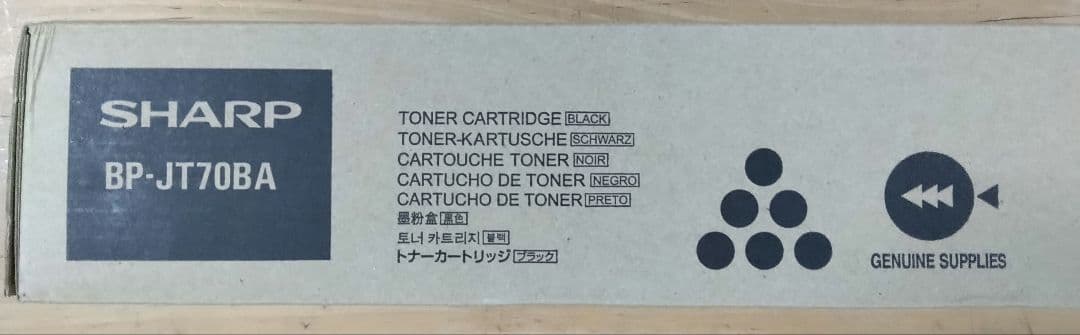 SHARP
BP-JT70BA
TONER CARTRIDGE BLACK
TONER-KARTUSCHE SCHWARZ
CARTOUCHE TONER NOIR
CARTUCHO DE TONER NEGRO
CARTUCHO DE TONER PRETO
墨粉盒 黑色
토너 카트리지 블랙
トナーカートリッジ ブラック
GENUINE SUPPLIES